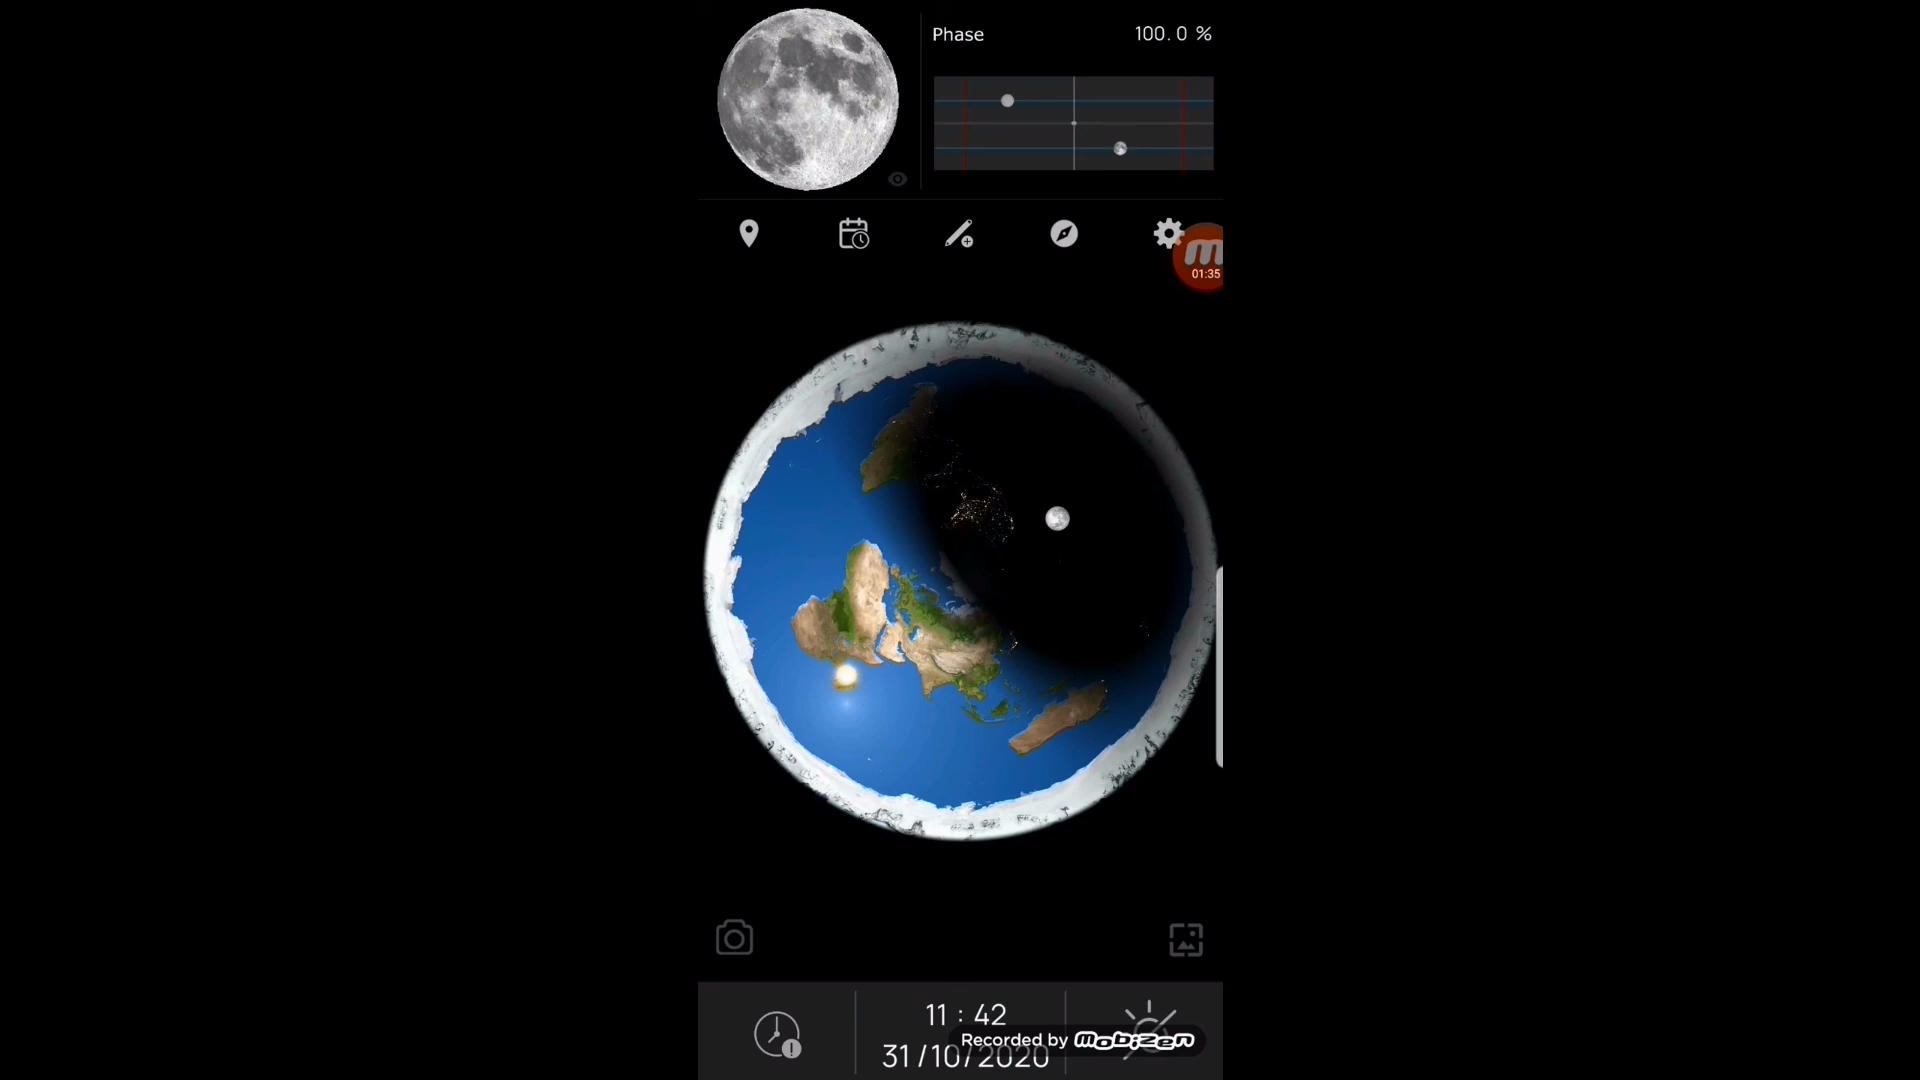 Phase 100.0 %
01:35
11 : 42
Recorded by mobizen
31/10/2020